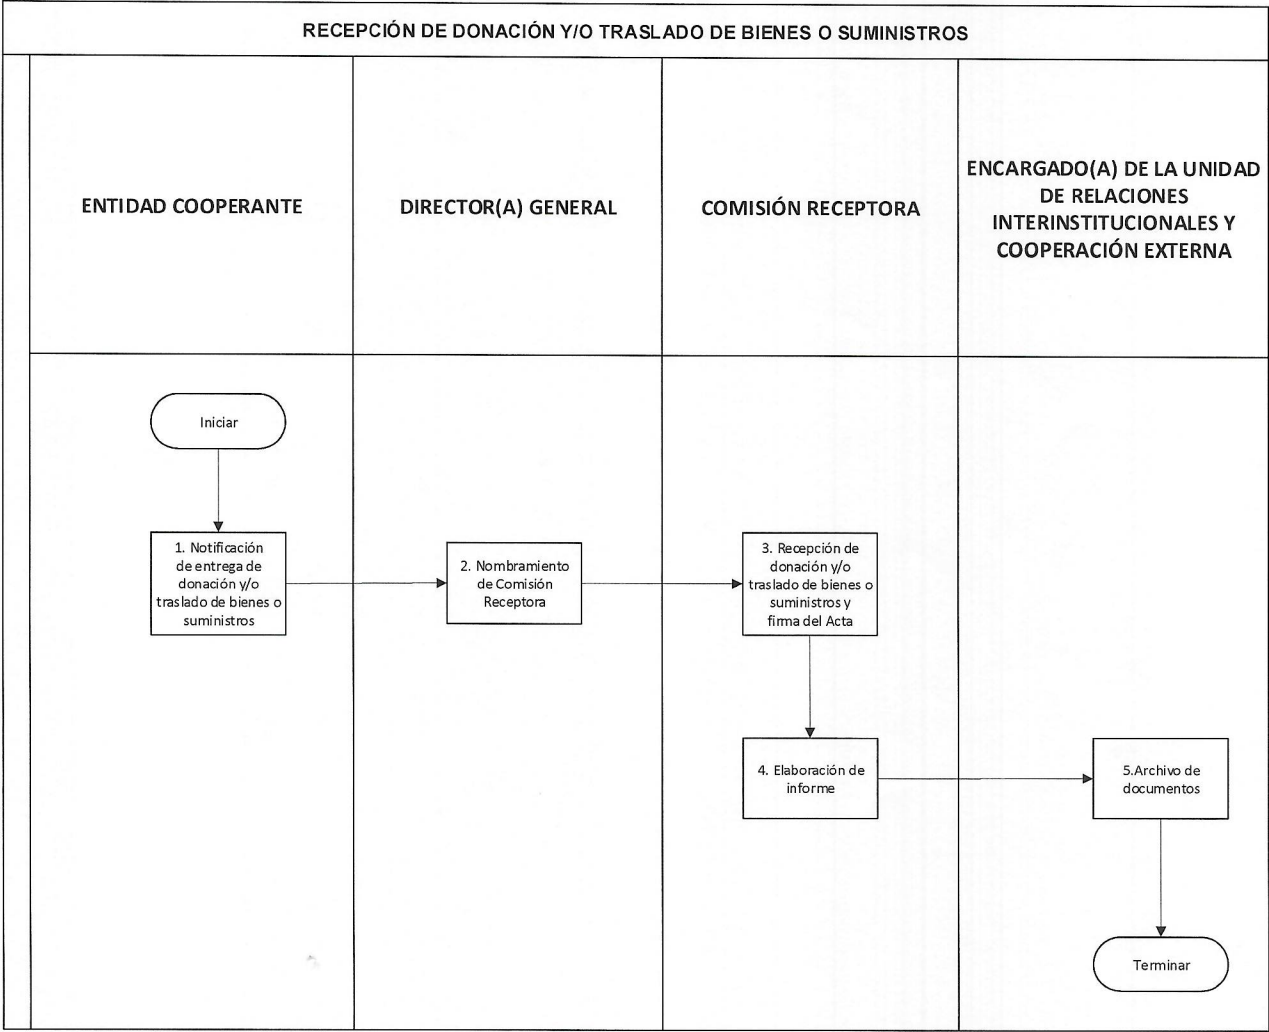 RECEPCIÓN DE DONACIÓN Y/O TRASLADO DE BIENES O SUMINISTROS
ENTIDAD COOPERANTE
DIRECTOR(A) GENERAL
COMISIÓN RECEPTORA
ENCARGADO(A) DE LA UNIDAD
DE RELACIONES
INTERINSTITUCIONALES Y
COOPERACIÓN EXTERNA
Iniciar
1. Notificación
de entrega de
donación y/o
traslado de bienes o
suministros
2. Nombramiento
de Comisión
Receptora
3. Recepción de
donación y/o
traslado de bienes o
suministros y
firma del Acta
4. Elaboración de
informe
5.Archivo de
documentos
Terminar